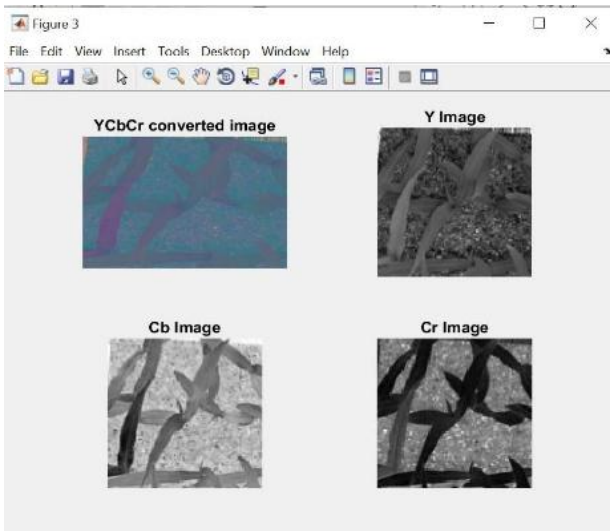 Figure 3
File Edit View Insert Tools Desktop Window Help
YCbCr converted image
Y Image
Cb Image
Cr Image